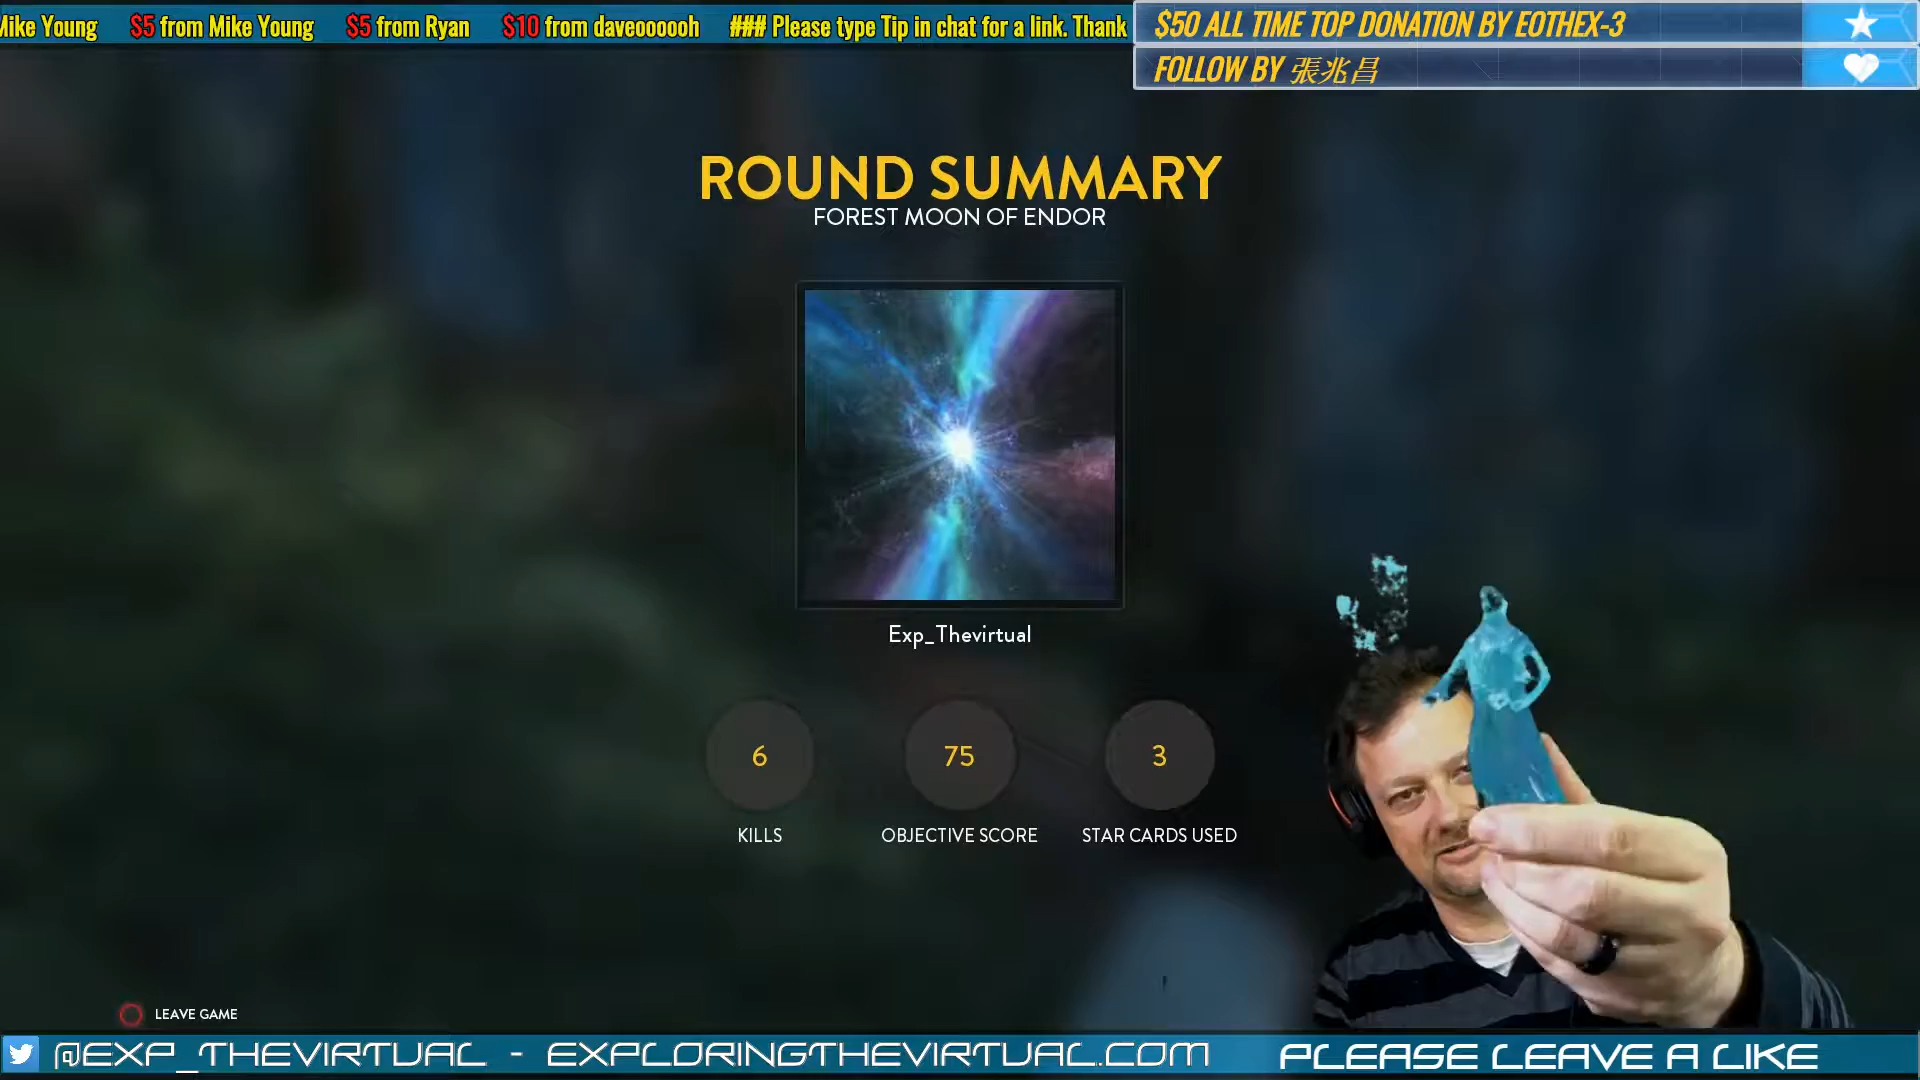 Mike Young $5 from Mike Young $5 from Ryan $10 from daveoooooh ### Please type Tip in chat for a link. Thank
$50 ALL TIME TOP DONATION BY EOTHEX-3
FOLLOW BY 張兆昌
ROUND SUMMARY
FOREST MOON OF ENDOR
Exp_Thevirtual
6 75 3
KILLS OBJECTIVE SCORE STAR CARDS USED
LEAVE GAME
@EXP_THEVIRTUAL - EXPLORINGTHEVIRTUAL.COM PLEASE LEAVE A LIKE